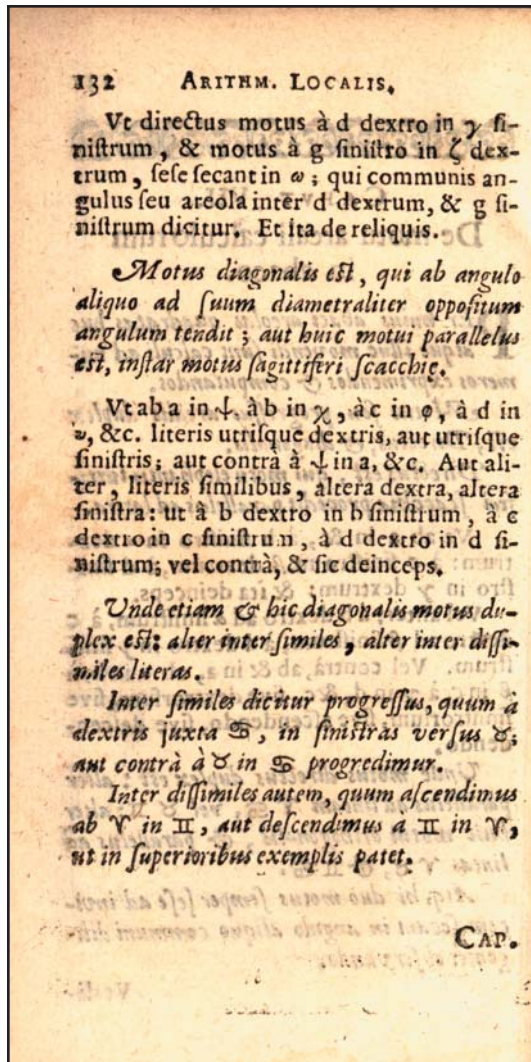 132 ARITHM. LOCALIS.
Vt directus motus à d dextro in γ ſi-
niſtrum, & motus à g ſiniſtro in ζ dex-
trum, ſeſe ſecant in ω; qui communis an-
gulus ſeu areola inter d dextrum, & g ſi-
niſtrum dicitur. Et ita de reliquis.
Motus diagonalis eſt, qui ab angulo
aliquo ad ſuum diametraliter oppoſitum
angulum tendit; aut huic motui parallelus
eſt, inſtar motus ſagittiferi ſcacchiæ.
Vt ab a in ψ, à b in χ, à c in φ, à d in
υ, &c. literis utriſque dextris, aut utriſque
ſiniſtris; aut contrà à ψ in a, &c. Aut ali-
ter, literis ſimilibus, altera dextra, altera
ſiniſtra: ut à b dextro in b ſiniſtrum, à c
dextro in c ſiniſtrum, à d dextro in d ſi-
niſtrum; vel contrà, & ſic deinceps.
Unde etiam & hic diagonalis motus du-
plex eſt: alter inter ſimiles, alter inter diſſi-
miles literas.
Inter ſimiles dicitur progreſſus, quum à
dextris juxta ♋, in ſiniſtras verſus ♉;
aut contrà à ♉ in ♋ progredimur.
Inter diſſimiles autem, quum aſcendimus
ab ♈ in ♊, aut deſcendimus à ♊ in ♈,
ut in ſuperioribus exemplis patet.
CAP.